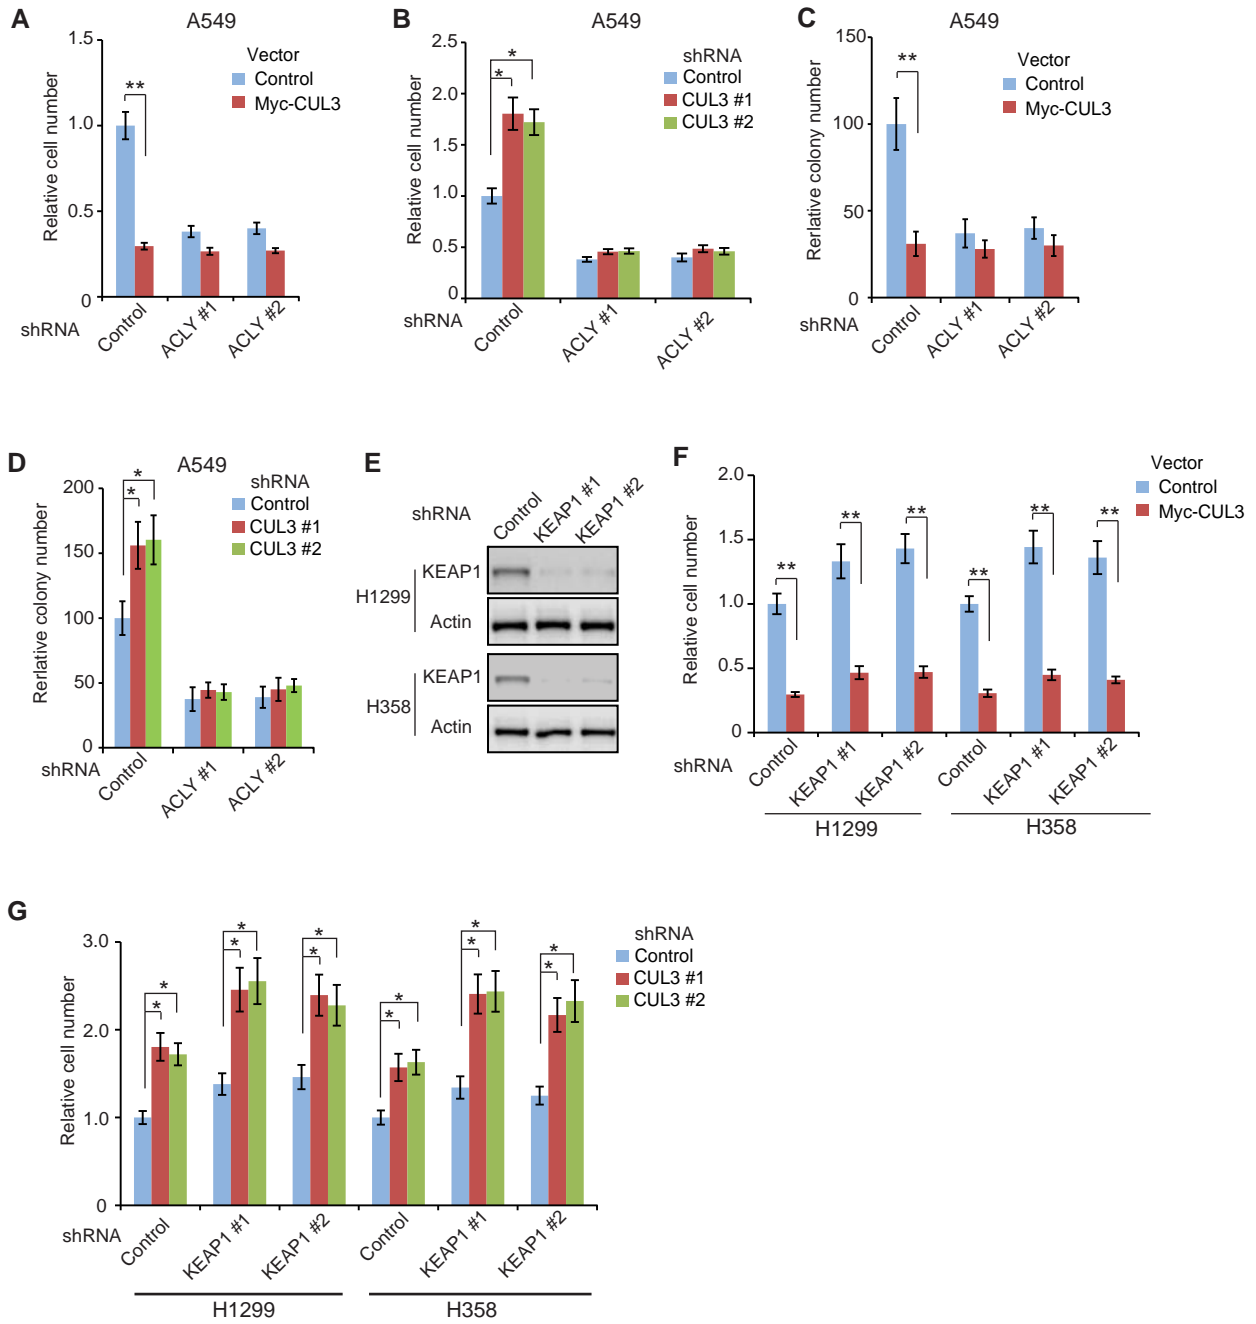 A
A549
Relative cell number
1.5
1.0
0.5
0
**
Vector
Control
Myc-CUL3
shRNA
Control
ACLY #1
ACLY #2
B
A549
Relative cell number
2.5
2.0
1.5
1.0
0.5
0
*
*
shRNA
Control
CUL3 #1
CUL3 #2
shRNA
Control
ACLY #1
ACLY #2
C
A549
Rerlative colony number
150
100
50
0
**
Vector
Control
Myc-CUL3
shRNA
Control
ACLY #1
ACLY #2
D
A549
Rerlative colony number
200
150
100
50
0
*
*
shRNA
Control
CUL3 #1
CUL3 #2
shRNA
Control
ACLY #1
ACLY #2
E
shRNA
Control
KEAP1 #1
KEAP1 #2
H1299
KEAP1
Actin
H358
KEAP1
Actin
F
Relative cell number
2.0
1.5
1.0
0.5
0
**
**
**
**
**
**
Vector
Control
Myc-CUL3
shRNA
Control
KEAP1 #1
KEAP1 #2
Control
KEAP1 #1
KEAP1 #2
H1299
H358
G
Relative cell number
3.0
2.0
1.0
0
*
*
*
*
*
*
*
*
*
*
*
*
shRNA
Control
CUL3 #1
CUL3 #2
shRNA
Control
KEAP1 #1
KEAP1 #2
Control
KEAP1 #1
KEAP1 #2
H1299
H358